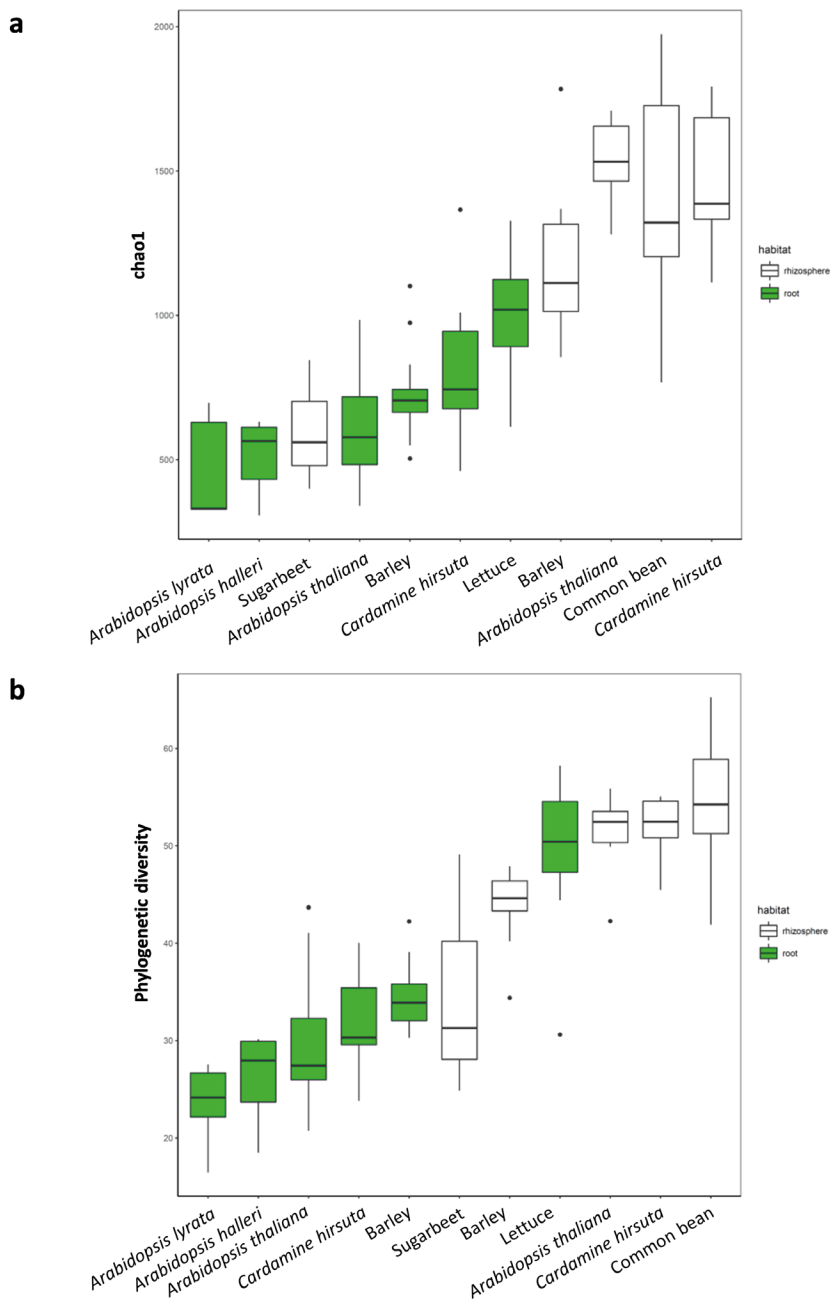 a
chao1
2000
1500
1000
500
habitat
rhizosphere
root
Arabidopsis lyrata
Arabidopsis halleri
Sugarbeet
Arabidopsis thaliana
Barley
Cardamine hirsuta
Lettuce
Barley
Arabidopsis thaliana
Common bean
Cardamine hirsuta
b
Phylogenetic diversity
60
50
40
30
20
habitat
rhizosphere
root
Arabidopsis lyrata
Arabidopsis halleri
Arabidopsis thaliana
Cardamine hirsuta
Barley
Sugarbeet
Barley
Lettuce
Arabidopsis thaliana
Cardamine hirsuta
Common bean